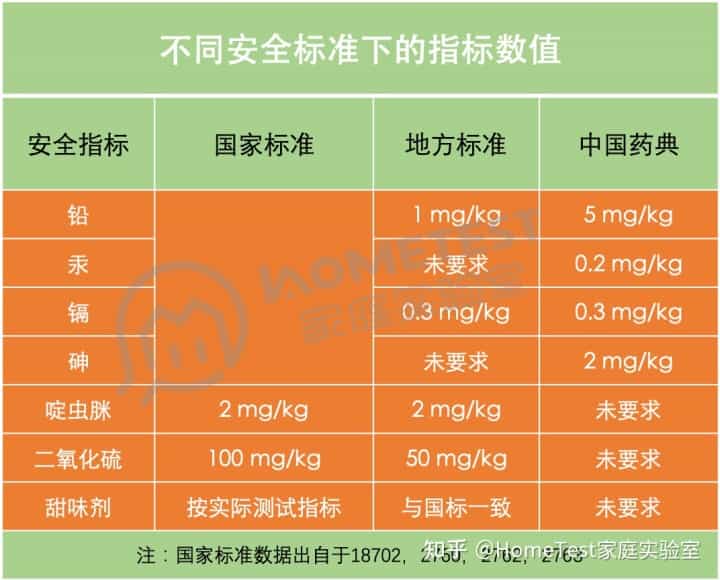 不同安全标准下的指标数值
安全指标 国家标准 地方标准 中国药典
铅 1 mg/kg 5 mg/kg
汞 未要求 0.2 mg/kg
镉 0.3 mg/kg 0.3 mg/kg
砷 未要求 2 mg/kg
啶虫脒 2 mg/kg 2 mg/kg 未要求
二氧化硫 100 mg/kg 50 mg/kg 未要求
甜味剂 按实际测试指标 与国标一致 未要求
HOMETEST
家庭实验室
注：国家标准数据出自于18702，2760，2762，2763
知乎 @HomeTest家庭实验室